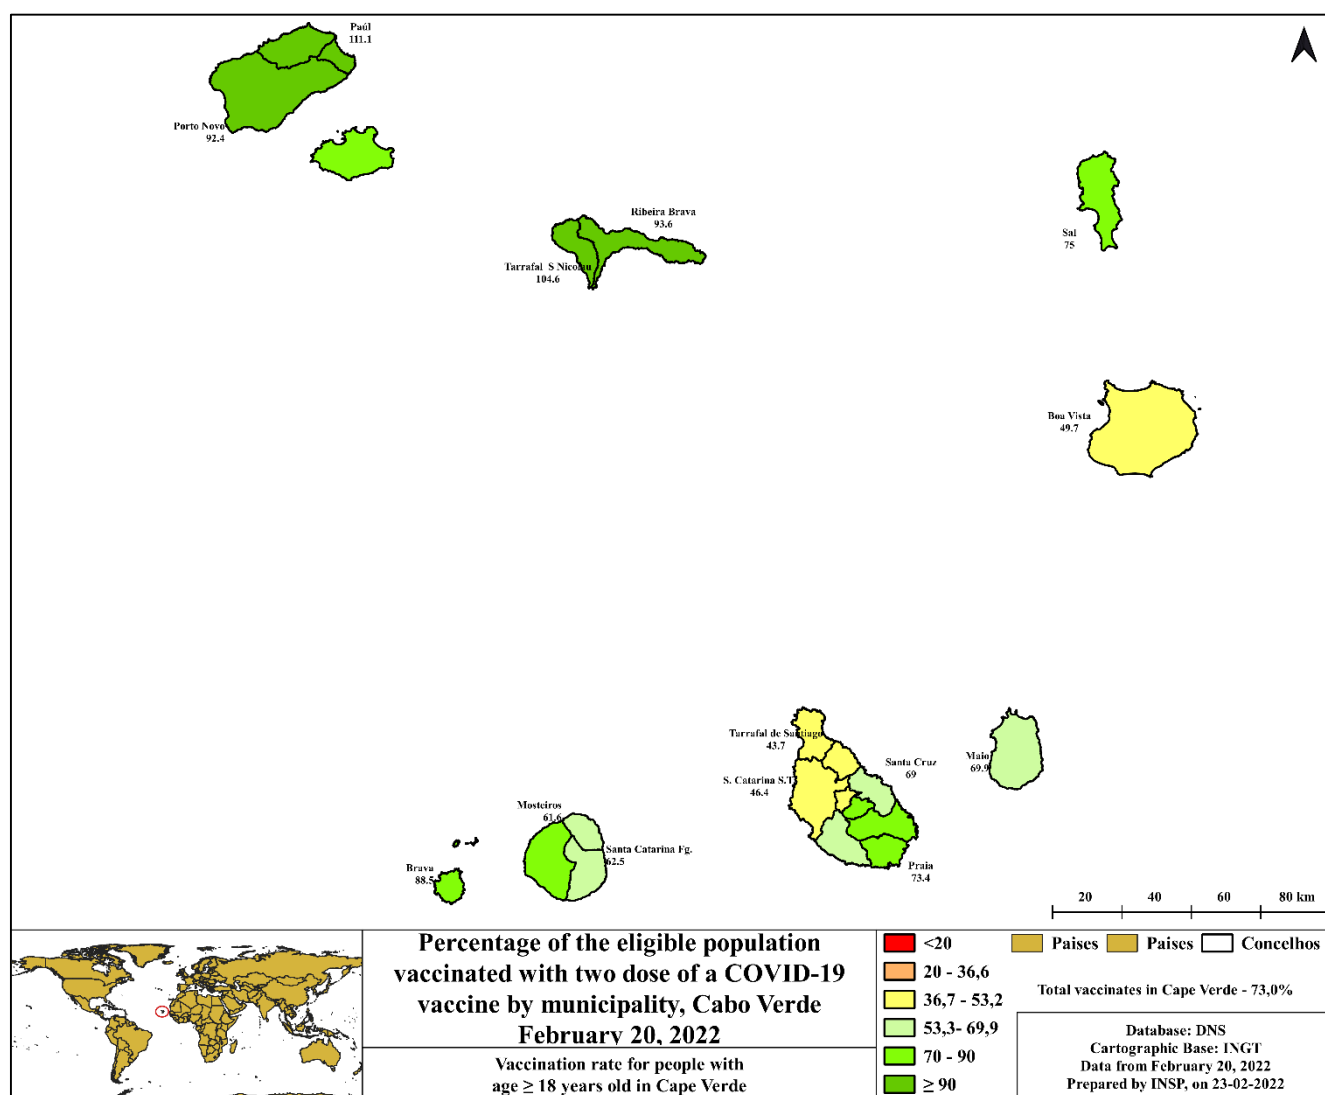 Paúl
111.1
Porto Novo
92.4
Ribeira Brava
93.6
Tarrafal S Nicolau
104.6
Sal
75
Boa Vista
49.7
Tarrafal de Santiago
43.7
Santa Cruz
69
Maio
69.9
S. Catarina S.T
46.4
Mosteiros
61.6
Santa Catarina Fg.
62.5
Brava
88.5
Praia
73.4
20 40 60 80 km
Percentage of the eligible population
vaccinated with two dose of a COVID-19
vaccine by municipality, Cabo Verde
February 20, 2022
Vaccination rate for people with
age ≥ 18 years old in Cape Verde
<20
20 - 36,6
36,7 - 53,2
53,3- 69,9
70 - 90
≥ 90
Paises Paises Concelhos
Total vaccinates in Cape Verde - 73,0%
Database: DNS
Cartographic Base: INGT
Data from February 20, 2022
Prepared by INSP, on 23-02-2022